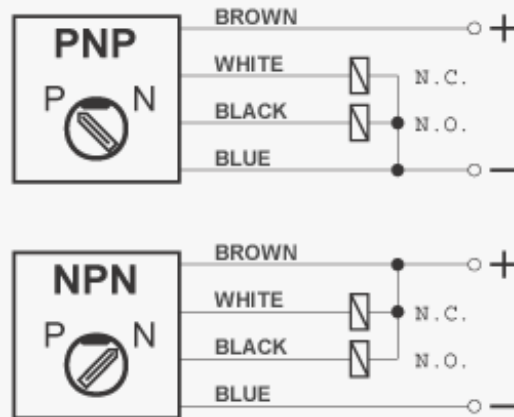 BROWN
+
PNP
WHITE
N.C.
P N
BLACK
N.O.
BLUE
−
BROWN
+
NPN
WHITE
N.C.
P N
BLACK
N.O.
BLUE
−